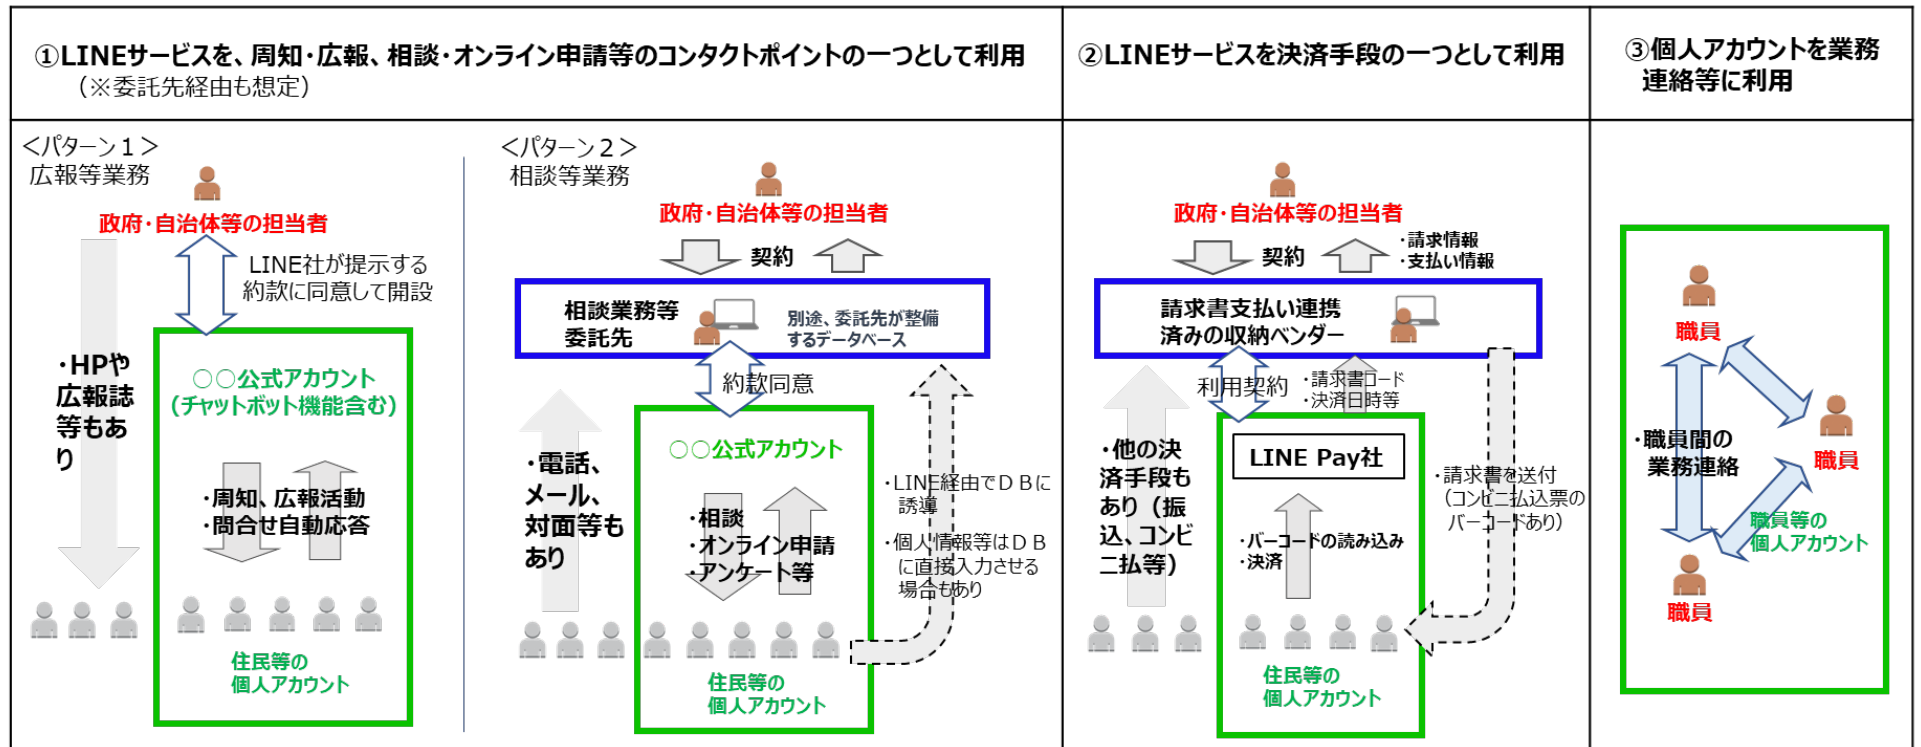 ①LINEサービスを、周知・広報、相談・オンライン申請等のコンタクトポイントの一つとして利用
（※委託先経由も想定）
＜パターン１＞
広報等業務
政府・自治体等の担当者
LINE社が提示する
約款に同意して開設
・HPや
広報誌
等もあ
り
○○公式アカウント
（チャットボット機能含む）
・周知、広報活動
・問合せ自動応答
住民等の
個人アカウント
＜パターン２＞
相談等業務
政府・自治体等の担当者
契約
相談業務等
委託先
別途、委託先が整備
するデータベース
約款同意
・電話、
メール、
対面等も
あり
○○公式アカウント
・相談
・オンライン申請
・アンケート等
・LINE経由でＤＢに
誘導
・個人情報等はＤＢ
に直接入力させる
場合もあり
住民等の
個人アカウント
②LINEサービスを決済手段の一つとして利用
政府・自治体等の担当者
契約
・請求情報
・支払い情報
請求書支払い連携
済みの収納ベンダー
利用契約
・請求書コード
・決済日時等
・他の決
済手段も
あり（振
込、コンビ
ニ払等）
LINE Pay社
・バーコードの読み込み
・決済
・請求書を送付
（コンビニ払込票の
バーコードあり）
住民等の
個人アカウント
③個人アカウントを業務
連絡等に利用
職員
職員
・職員間の
業務連絡
職員等の
個人アカウント
職員